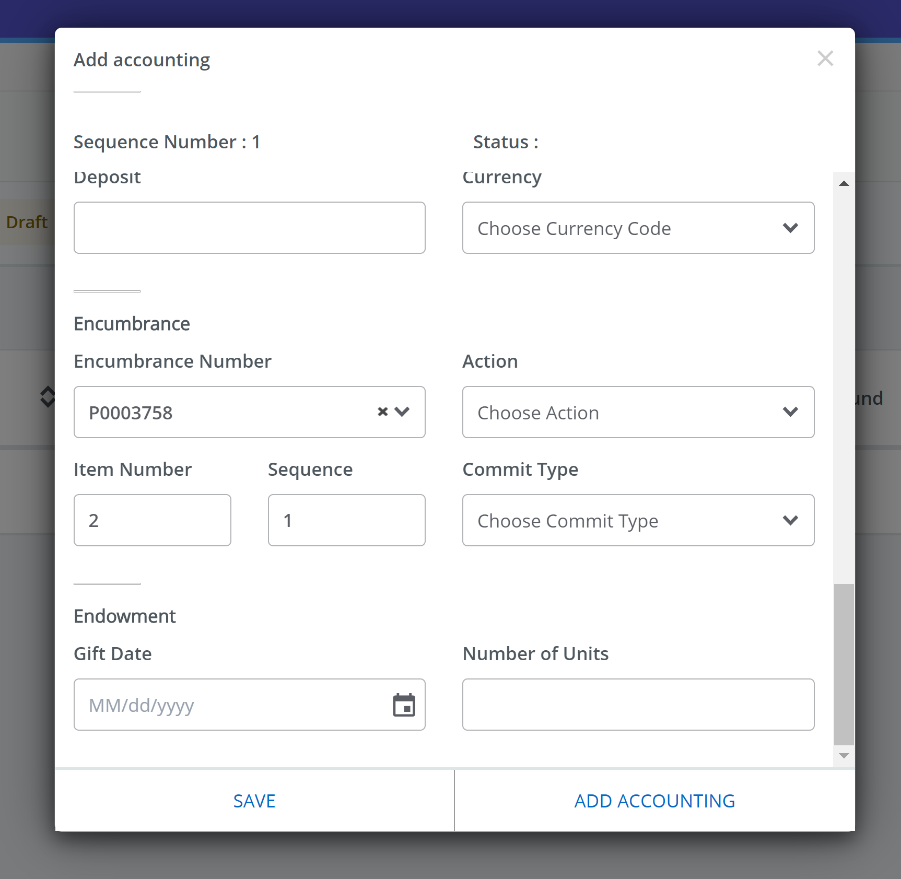 Add accounting
Sequence Number : 1
Status :
Deposit
Currency
Choose Currency Code
Draft
Encumbrance
Encumbrance Number
Action
P0003758
Choose Action
und
Item Number
Sequence
Commit Type
2
1
Choose Commit Type
Endowment
Gift Date
Number of Units
MM/dd/yyyy
SAVE
ADD ACCOUNTING